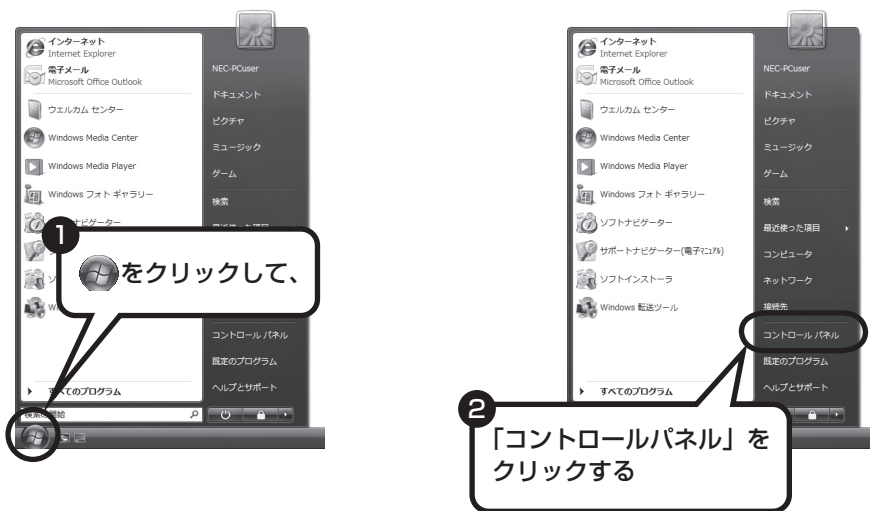 インターネット
Internet Explorer
電子メール
Microsoft Office Outlook
ウェルカム センター
Windows Media Center
Windows Media Player
Windows フォト ギャラリー
ナビゲーター
すべてのプログラム
NEC-PCuser
ドキュメント
ピクチャ
ミュージック
ゲーム
検索
コントロール パネル
既定のプログラム
ヘルプとサポート
1
をクリックして、
インターネット
Internet Explorer
電子メール
Microsoft Office Outlook
ウェルカム センター
Windows Media Center
Windows Media Player
Windows フォト ギャラリー
ソフトナビゲーター
サポートナビゲーター(電子マニュアル)
ソフトインストーラ
Windows 転送ツール
すべてのプログラム
NEC-PCuser
ドキュメント
ピクチャ
ミュージック
ゲーム
検索
最近使った項目
コンピュータ
ネットワーク
接続先
コントロール パネル
既定のプログラム
ヘルプとサポート
2
「コントロールパネル」を
クリックする